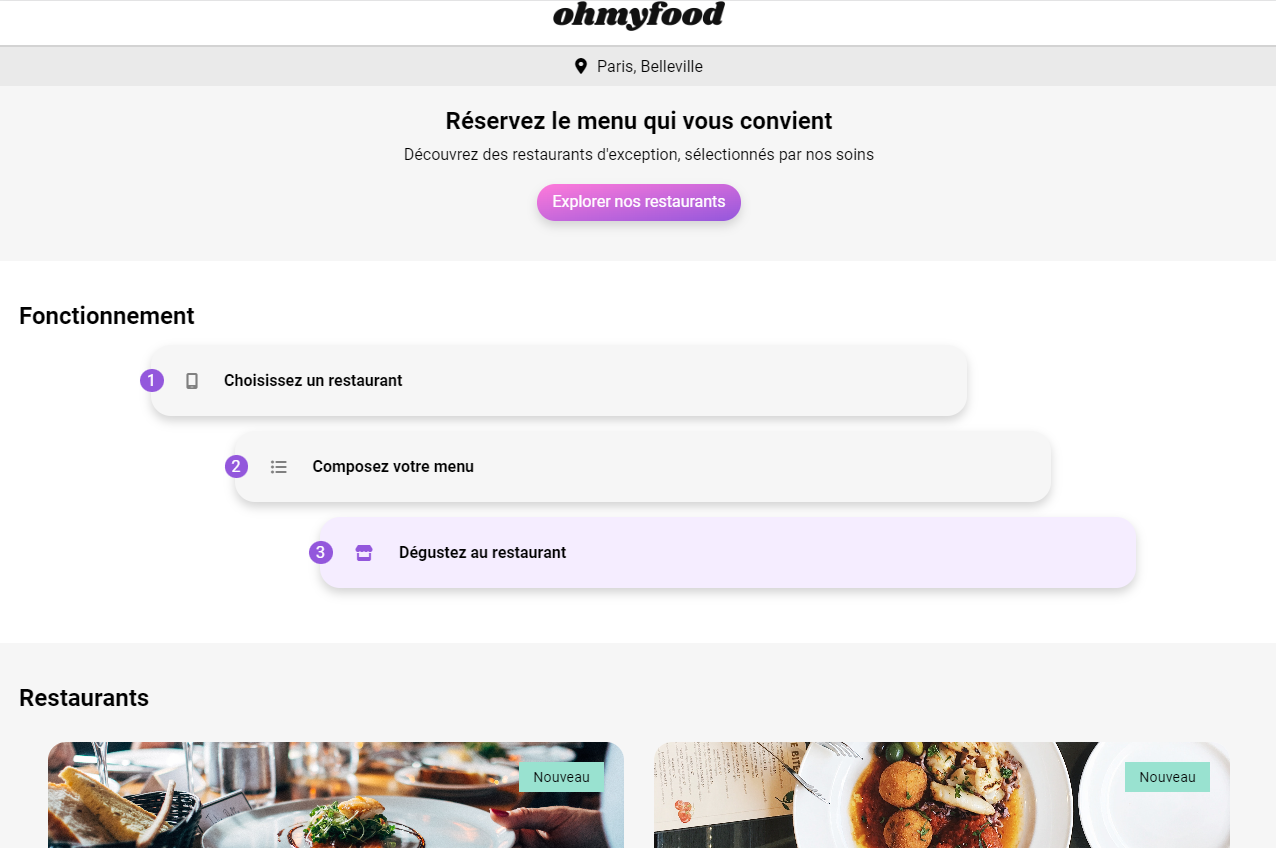 ohmyfood
Paris, Belleville
Réservez le menu qui vous convient
Découvrez des restaurants d'exception, sélectionnés par nos soins
Explorer nos restaurants
Fonctionnement
1 Choisissez un restaurant
2 Composez votre menu
3 Dégustez au restaurant
Restaurants
Nouveau
Nouveau